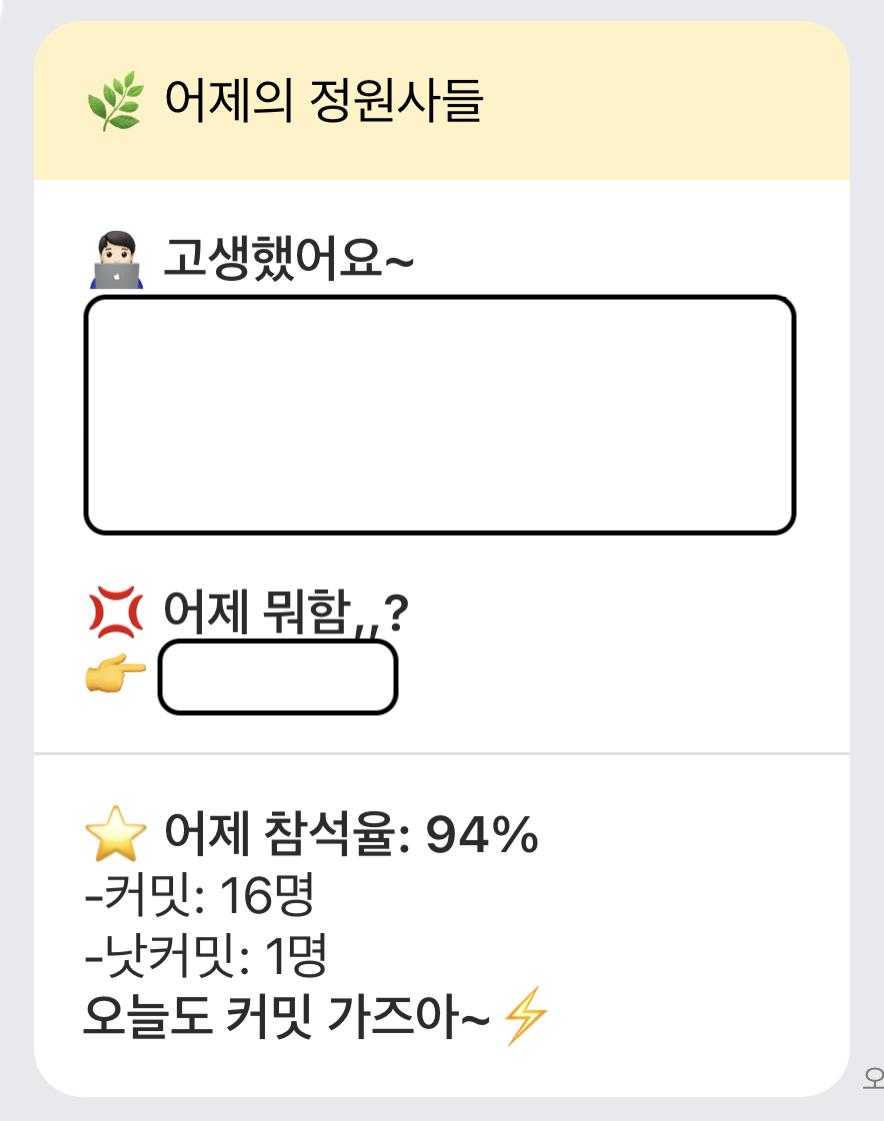 🌿 어제의 정원사들
🧑🏻‍💻 고생했어요~
💢 어제 뭐함,,?
👉
⭐ 어제 참석율: 94%
-커밋: 16명
-낫커밋: 1명
오늘도 커밋 가즈아~⚡
오